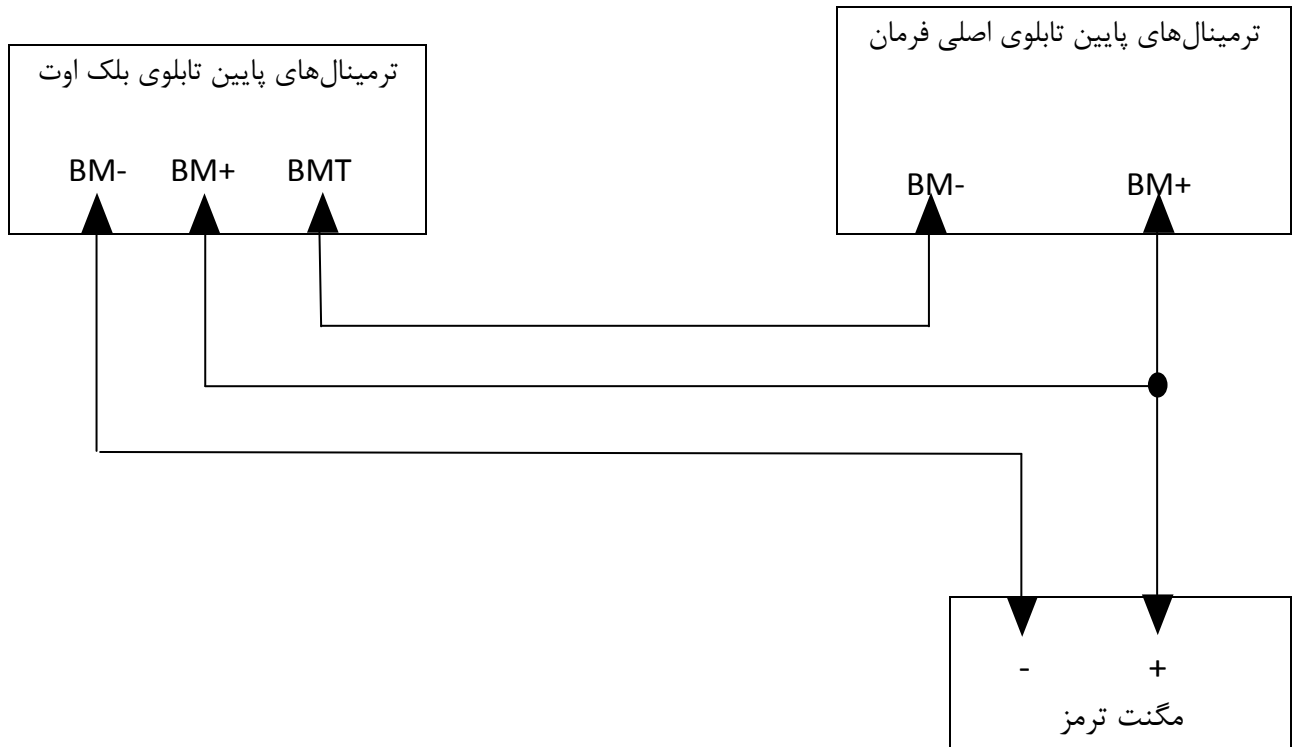 ترمینال‌های پایین تابلوی اصلی فرمان
BM- BM+
ترمینال‌های پایین تابلوی بلک اوت
BM- BM+ BMT
- +
مگنت ترمز